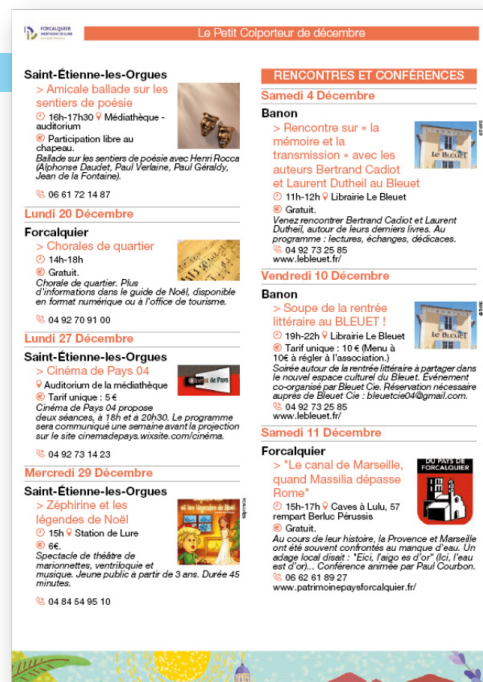 FORCALQUIER
Le Petit Colporteur de décembre
Saint-Étienne-les-Orgues
> Amicale ballade sur les
sentiers de poésie
16h-17h30 Médiathèque -
auditorium
Participation libre au
chapeau.
Ballade sur les sentiers de poésie avec Henri Rocca
(Alphonse Daudet, Paul Verlaine, Paul Géraldy,
Jean de la Fontaine).
06 61 72 14 87
Lundi 20 Décembre
Forcalquier
> Chorales de quartier
14h-18h
Gratuit.
Chorale de quartier. Plus
d'informations dans le guide de Noël, disponible
en format numérique ou à l'office de tourisme.
04 92 70 91 00
Lundi 27 Décembre
Saint-Étienne-les-Orgues
> Cinéma de Pays 04
Auditorium de la médiathèque
Tarif unique : 5 €
Cinéma de Pays 04 propose
deux séances, à 18h et à 20h30. Le programme
sera communiqué une semaine avant la projection
sur le site cinemadepays.wixsite.com/cinéma.
04 92 73 14 23
Mercredi 29 Décembre
Saint-Étienne-les-Orgues
> Zéphirine et les
légendes de Noël
15h Station de Lure
6€.
Spectacle de théâtre de
marionnettes, ventriloquie et
musique. Jeune public à partir de 3 ans. Durée 45
minutes.
04 84 54 95 10
RENCONTRES ET CONFÉRENCES
Samedi 4 Décembre
Banon
> Rencontre sur « la
mémoire et la
transmission » avec les
auteurs Bertrand Cadiot
et Laurent Dutheil au Bleuet
11h-12h Librairie Le Bleuet
Gratuit.
Venez rencontrer Bertrand Cadiot et Laurent
Dutheil, autour de leurs derniers livres. Au
programme : lectures, échanges, dédicaces.
04 92 73 25 85
www.lebleuet.fr/
Le Bleuet
Vendredi 10 Décembre
Banon
> Soupe de la rentrée
littéraire au BLEUET !
19h-22h Librairie Le Bleuet
Tarif unique : 10 € (Menu à
10€ à régler à l'association.)
Soirée autour de la rentrée littéraire à partager dans
le nouvel espace culturel du Bleuet. Événement
co-organisé par Bleuet Cie. Réservation nécessaire
auprès de Bleuet Cie : bleuetcie04@gmail.com.
04 92 73 25 85
www.lebleuet.fr/
Le Bleuet
Samedi 11 Décembre
Forcalquier
> "Le canal de Marseille,
quand Massilia dépasse
Rome"
15h-17h Caves à Lulu, 57
rempart Berluc Pérussis
Gratuit.
Au cours de leur histoire, la Provence et Marseille
ont été souvent confrontés au manque d'eau. Un
adage local disait : "Eici, l'aigo es d'or" (Ici, l'eau
est d'or)... Conférence animée par Paul Courbon.
06 62 61 89 27
www.patrimoinepaysforcalquier.fr/
DU PAYS DE
FORCALQUIER